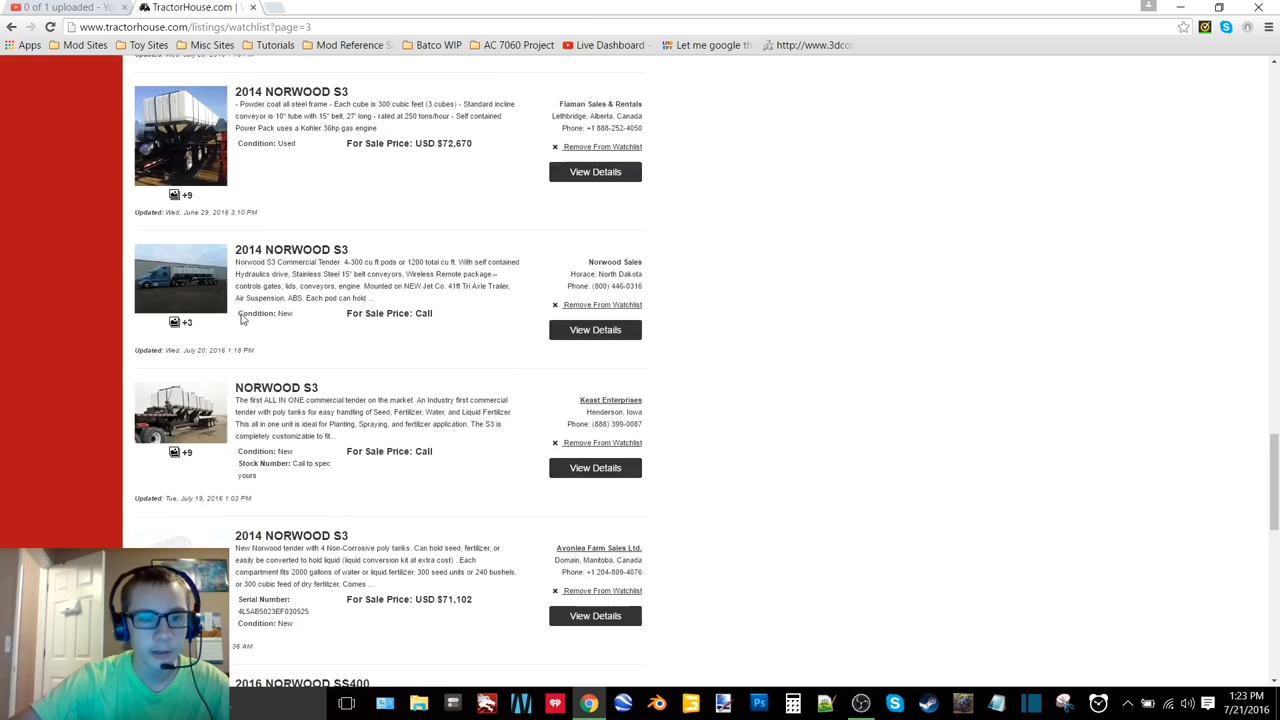 0 of 1 uploaded - YouTu
TractorHouse.com |
www.tractorhouse.com/listings/watchlist?page=3
Apps
Mod Sites
Toy Sites
Misc Sites
Tutorials
Mod Reference
Batco WIP
AC 7060 Project
Live Dashboard
Let me google th
http://www.3dcor
2014 NORWOOD S3
- Powder coat all steel frame - Each cube is 300 cubic feet (3 cubes) - Standard incline
conveyor is 10" tube with 15" belt, 27' long - rated at 250 tons/hour - Self contained
Power Pack uses a Kohler 36hp gas engine
Condition: Used
For Sale Price: USD $72,670
Flaman Sales & Rentals
Lethbridge, Alberta, Canada
Phone: +1 888-252-4050
Remove From Watchlist
View Details
+9
Updated: Wed, June 29, 2016 3:10 PM
2014 NORWOOD S3
Norwood S3 Commercial Tender. 4-300 cu ft pods or 1200 total cu ft. With self contained
Hydraulics drive, Stainless Steel 15" belt conveyors, Wireless Remote package –
controls gates, lids, conveyors, engine. Mounted on NEW Jet Co. 41ft Tri Axle Trailer,
Air Suspension, ABS. Each pod can hold ...
Condition: New
For Sale Price: Call
Norwood Sales
Horace, North Dakota
Phone: (800) 446-0316
Remove From Watchlist
View Details
+3
Updated: Wed, July 20, 2016 1:18 PM
NORWOOD S3
The first ALL IN ONE commercial tender on the market. An Industry first commercial
tender with poly tanks for easy handling of Seed, Fertilizer, Water, and Liquid Fertilizer.
This all in one unit is ideal for Planting, Spraying, and fertilizer application. The S3 is
completely customizable to fit...
Condition: New
For Sale Price: Call
Stock Number: Call to spec
yours
Keast Enterprises
Henderson, Iowa
Phone: (888) 399-0087
Remove From Watchlist
View Details
+9
Updated: Tue, July 19, 2016 1:03 PM
2014 NORWOOD S3
New Norwood tender with 4 Non-Corrosive poly tanks. Can hold seed, fertilizer, or
easily be converted to hold liquid (liquid conversion kit at extra cost) . Each
compartment fits 2000 gallons of water or liquid fertilizer, 300 seed units or 240 bushels,
or 300 cubic feed of dry fertilizer. Comes ...
Serial Number:
4LSABS023EF030525
Condition: New
For Sale Price: USD $71,102
Avonlea Farm Sales Ltd.
Domain, Manitoba, Canada
Phone: +1 204-809-4076
Remove From Watchlist
View Details
36 AM
2016 NORWOOD SS400
1:23 PM
7/21/2016